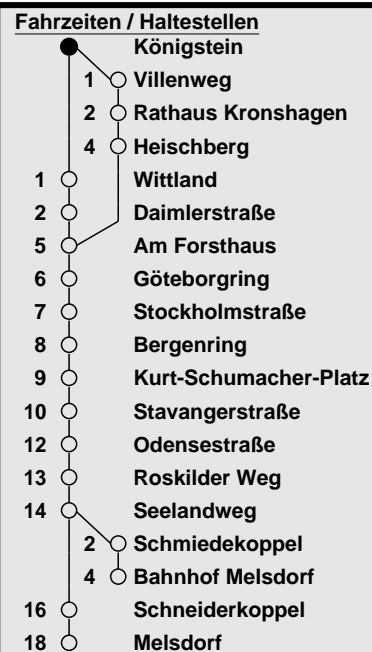 Fahrzeiten / Haltestellen
Königstein
1 Villenweg
2 Rathaus Kronshagen
4 Heischberg
1 Wittland
2 Daimlerstraße
5 Am Forsthaus
6 Göteborgring
7 Stockholmstraße
8 Bergenring
9 Kurt-Schumacher-Platz
10 Stavangerstraße
12 Odensestraße
13 Roskilder Weg
14 Seelandweg
2 Schmiedekoppel
4 Bahnhof Melsdorf
16 Schneiderkoppel
18 Melsdorf